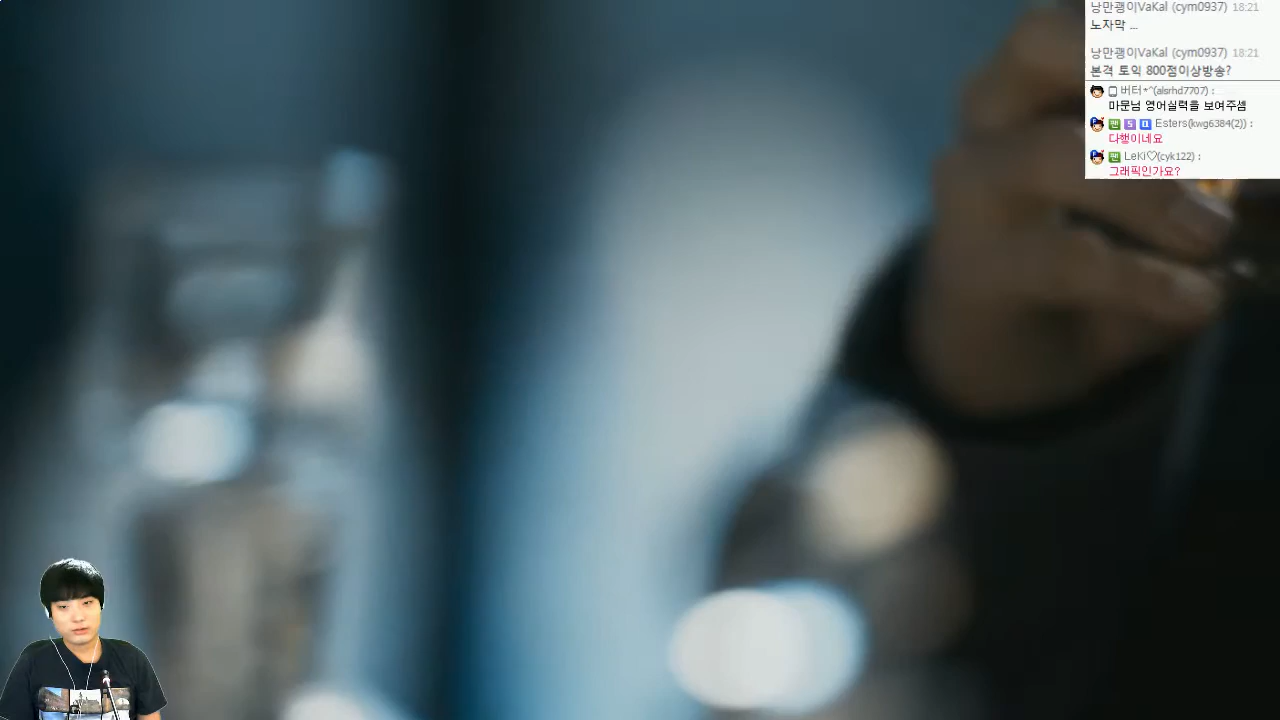 낭만괭이VaKal (cym0937) 18:21
노자막 ...
낭만괭이VaKal (cym0937) 18:21
본격 토익 800점이상방송?
버터*^(alsrhd7707) :
마문님 영어실력을 보여주셈
팬 S Esters(kwg6384(2)) :
다행이네요
팬 LeKi♡(cyk122) :
그래픽인가요?